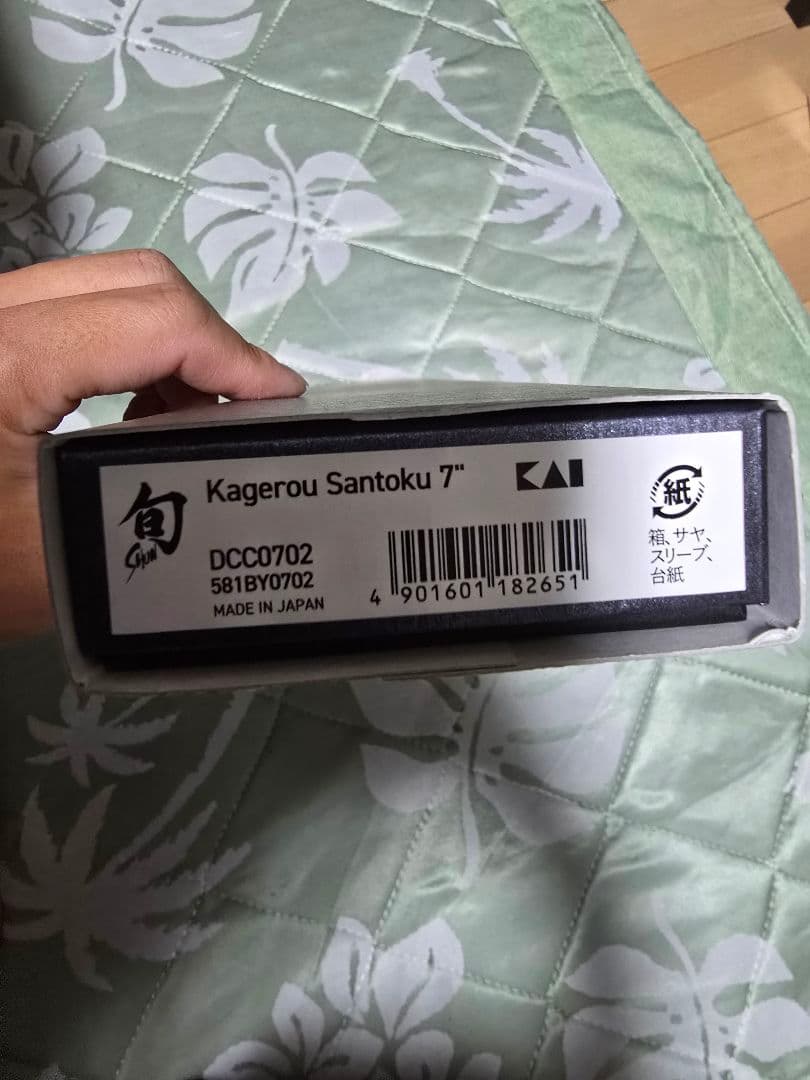 旬
Shun
Kagerou Santoku 7"
KAI
DCC0702
581BY0702
MADE IN JAPAN
4 901601 182651
紙
箱、サヤ、
スリーブ、
台紙